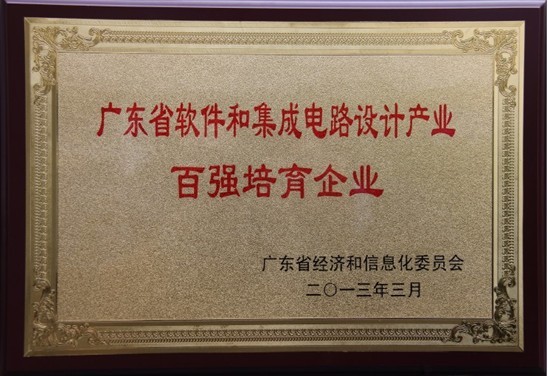 广东省软件和集成电路设计产业
百强培育企业
广东省经济和信息化委员会
二〇一三年三月